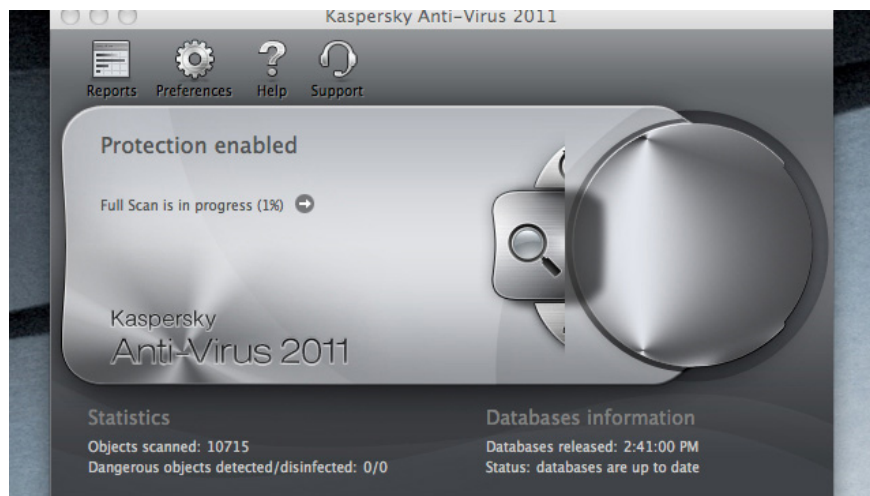 Kaspersky Anti-Virus 2011
Reports Preferences Help Support
Protection enabled
Full Scan is in progress (1%)
Kaspersky
Anti-Virus 2011
Statistics
Objects scanned: 10715
Dangerous objects detected/disinfected: 0/0
Databases information
Databases released: 2:41:00 PM
Status: databases are up to date